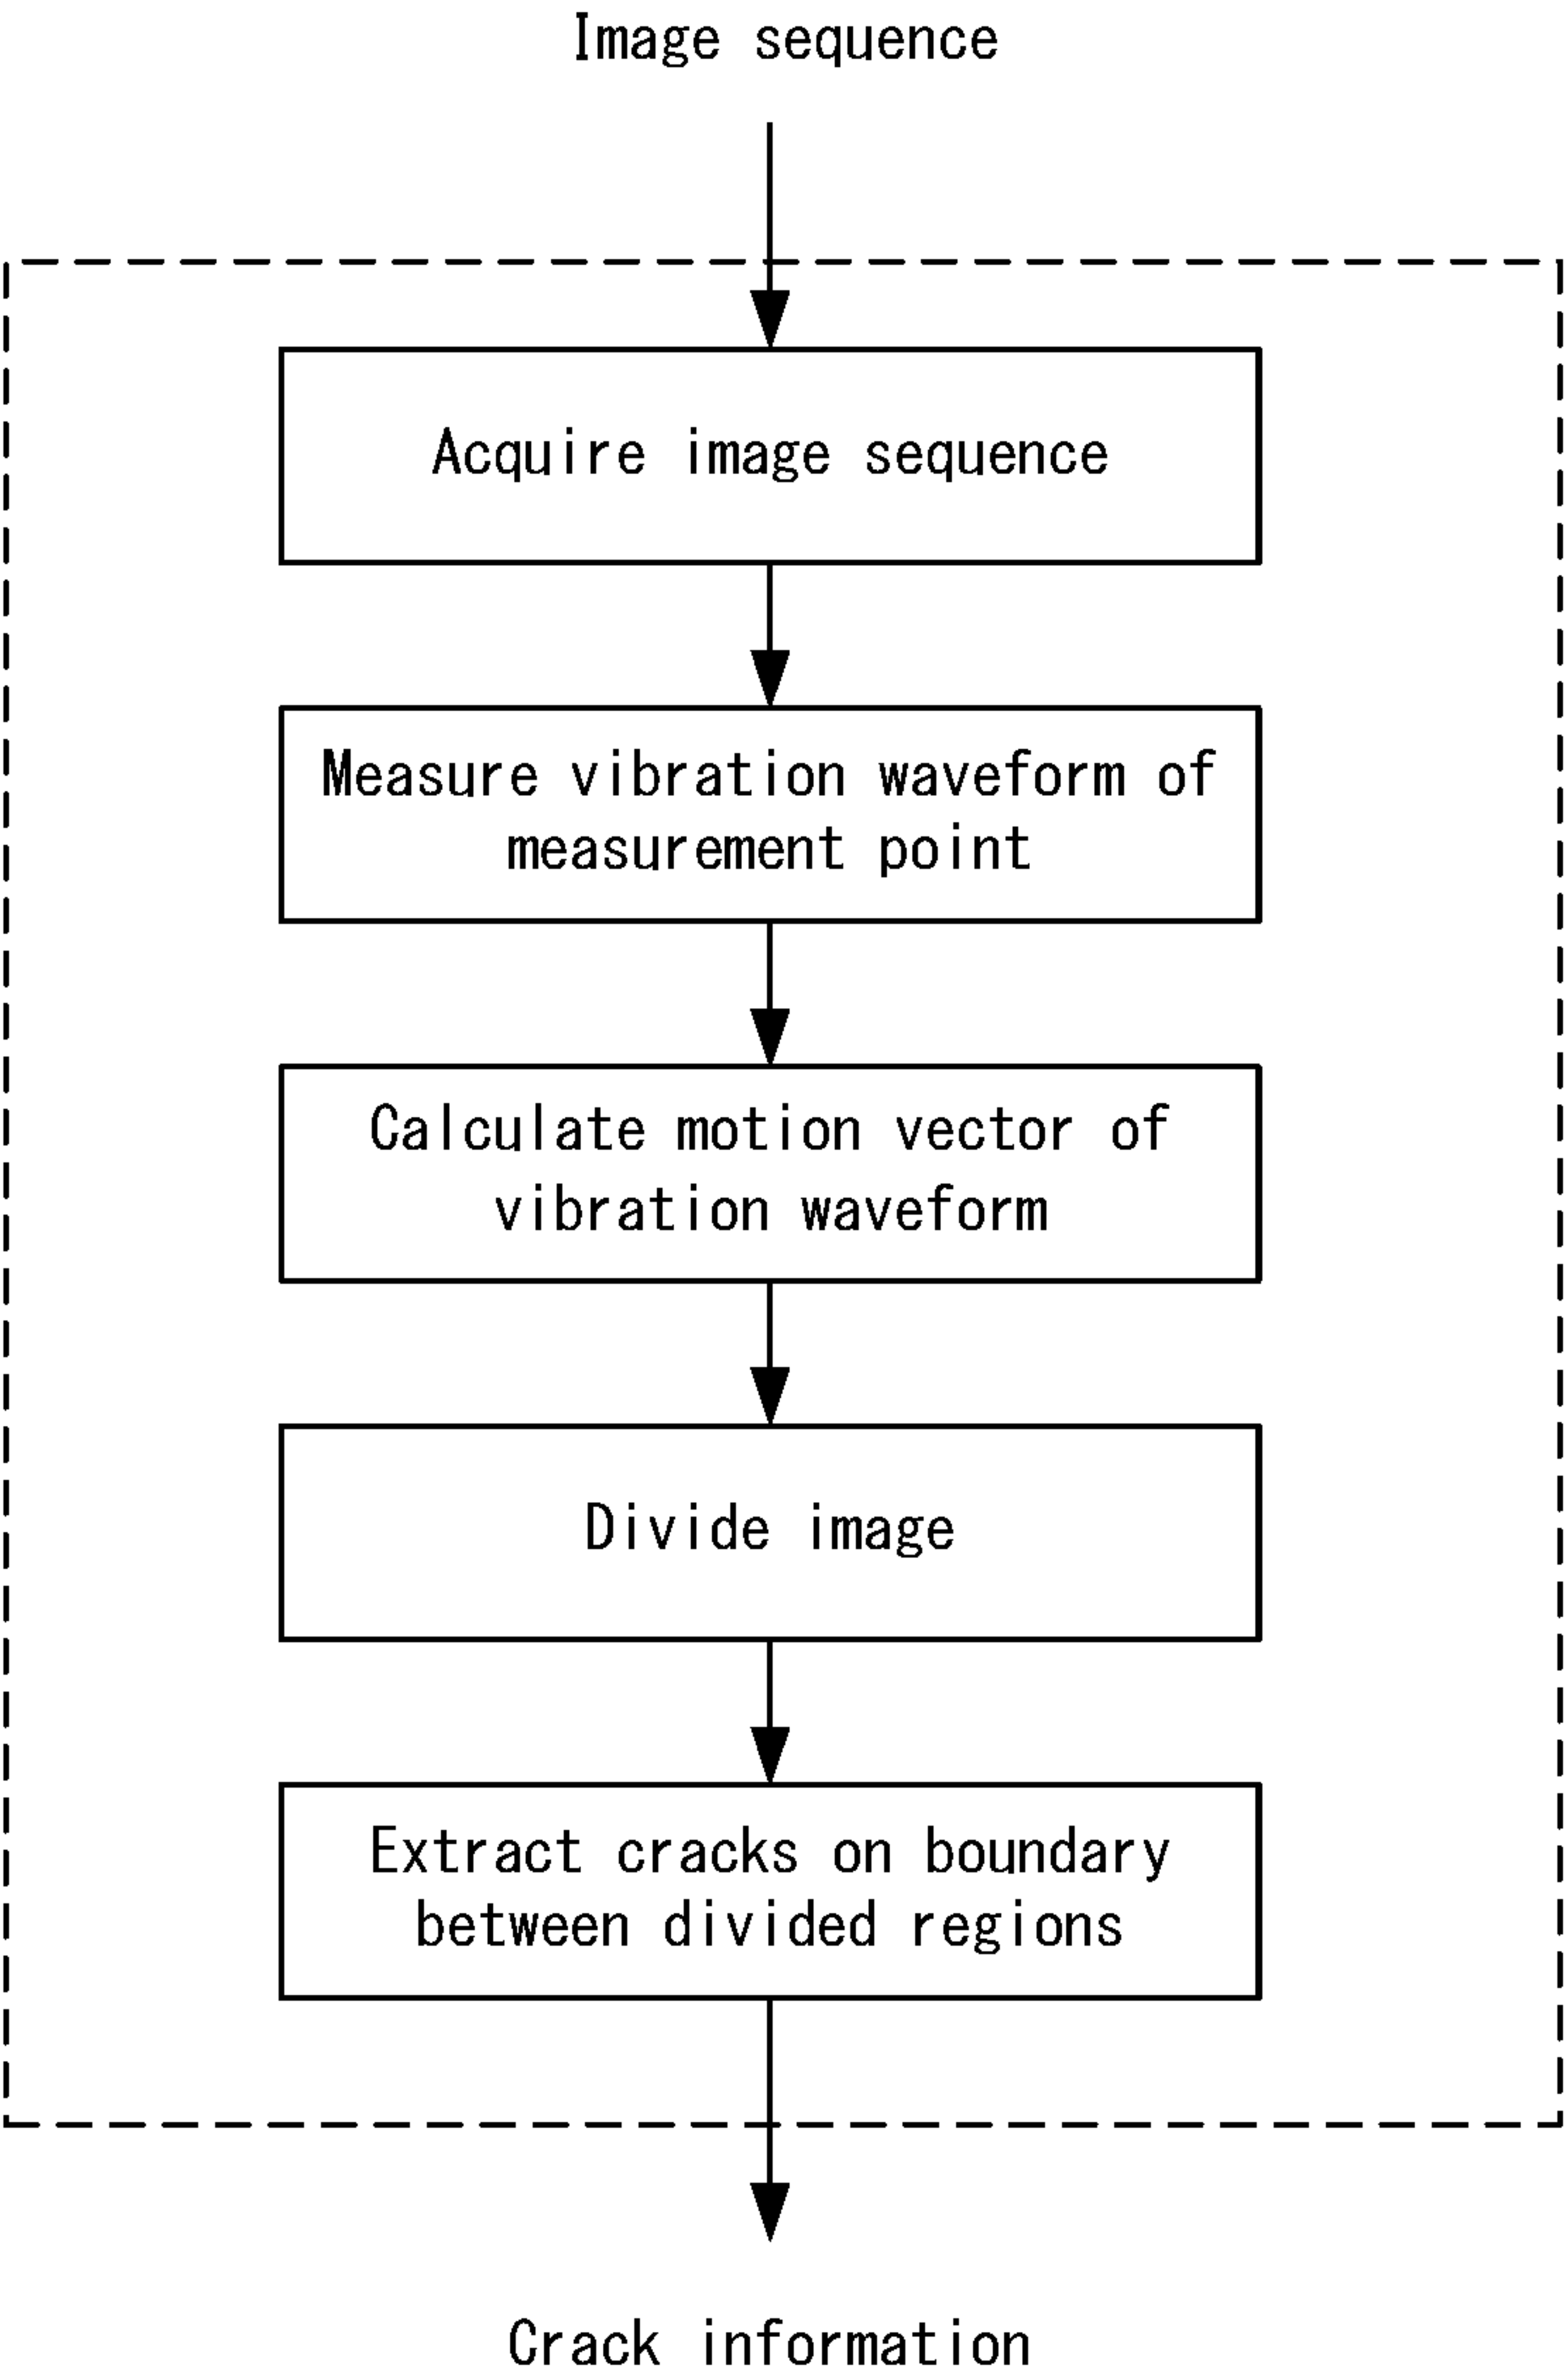 Image sequence
Acquire image sequence
Measure vibration waveform of
measurement point
Calculate motion vector of
vibration waveform
Divide image
Extract cracks on boundary
between divided regions
Crack information